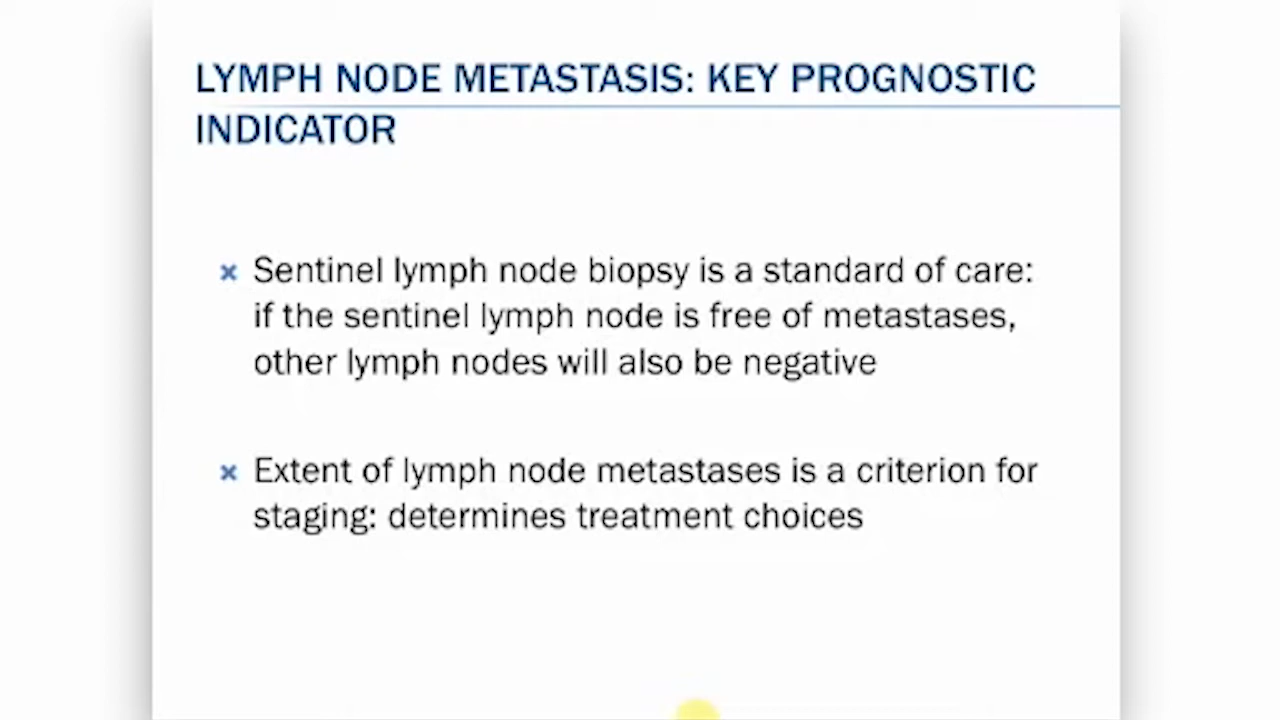 LYMPH NODE METASTASIS: KEY PROGNOSTIC
INDICATOR
Sentinel lymph node biopsy is a standard of care:
if the sentinel lymph node is free of metastases,
other lymph nodes will also be negative
Extent of lymph node metastases is a criterion for
staging: determines treatment choices